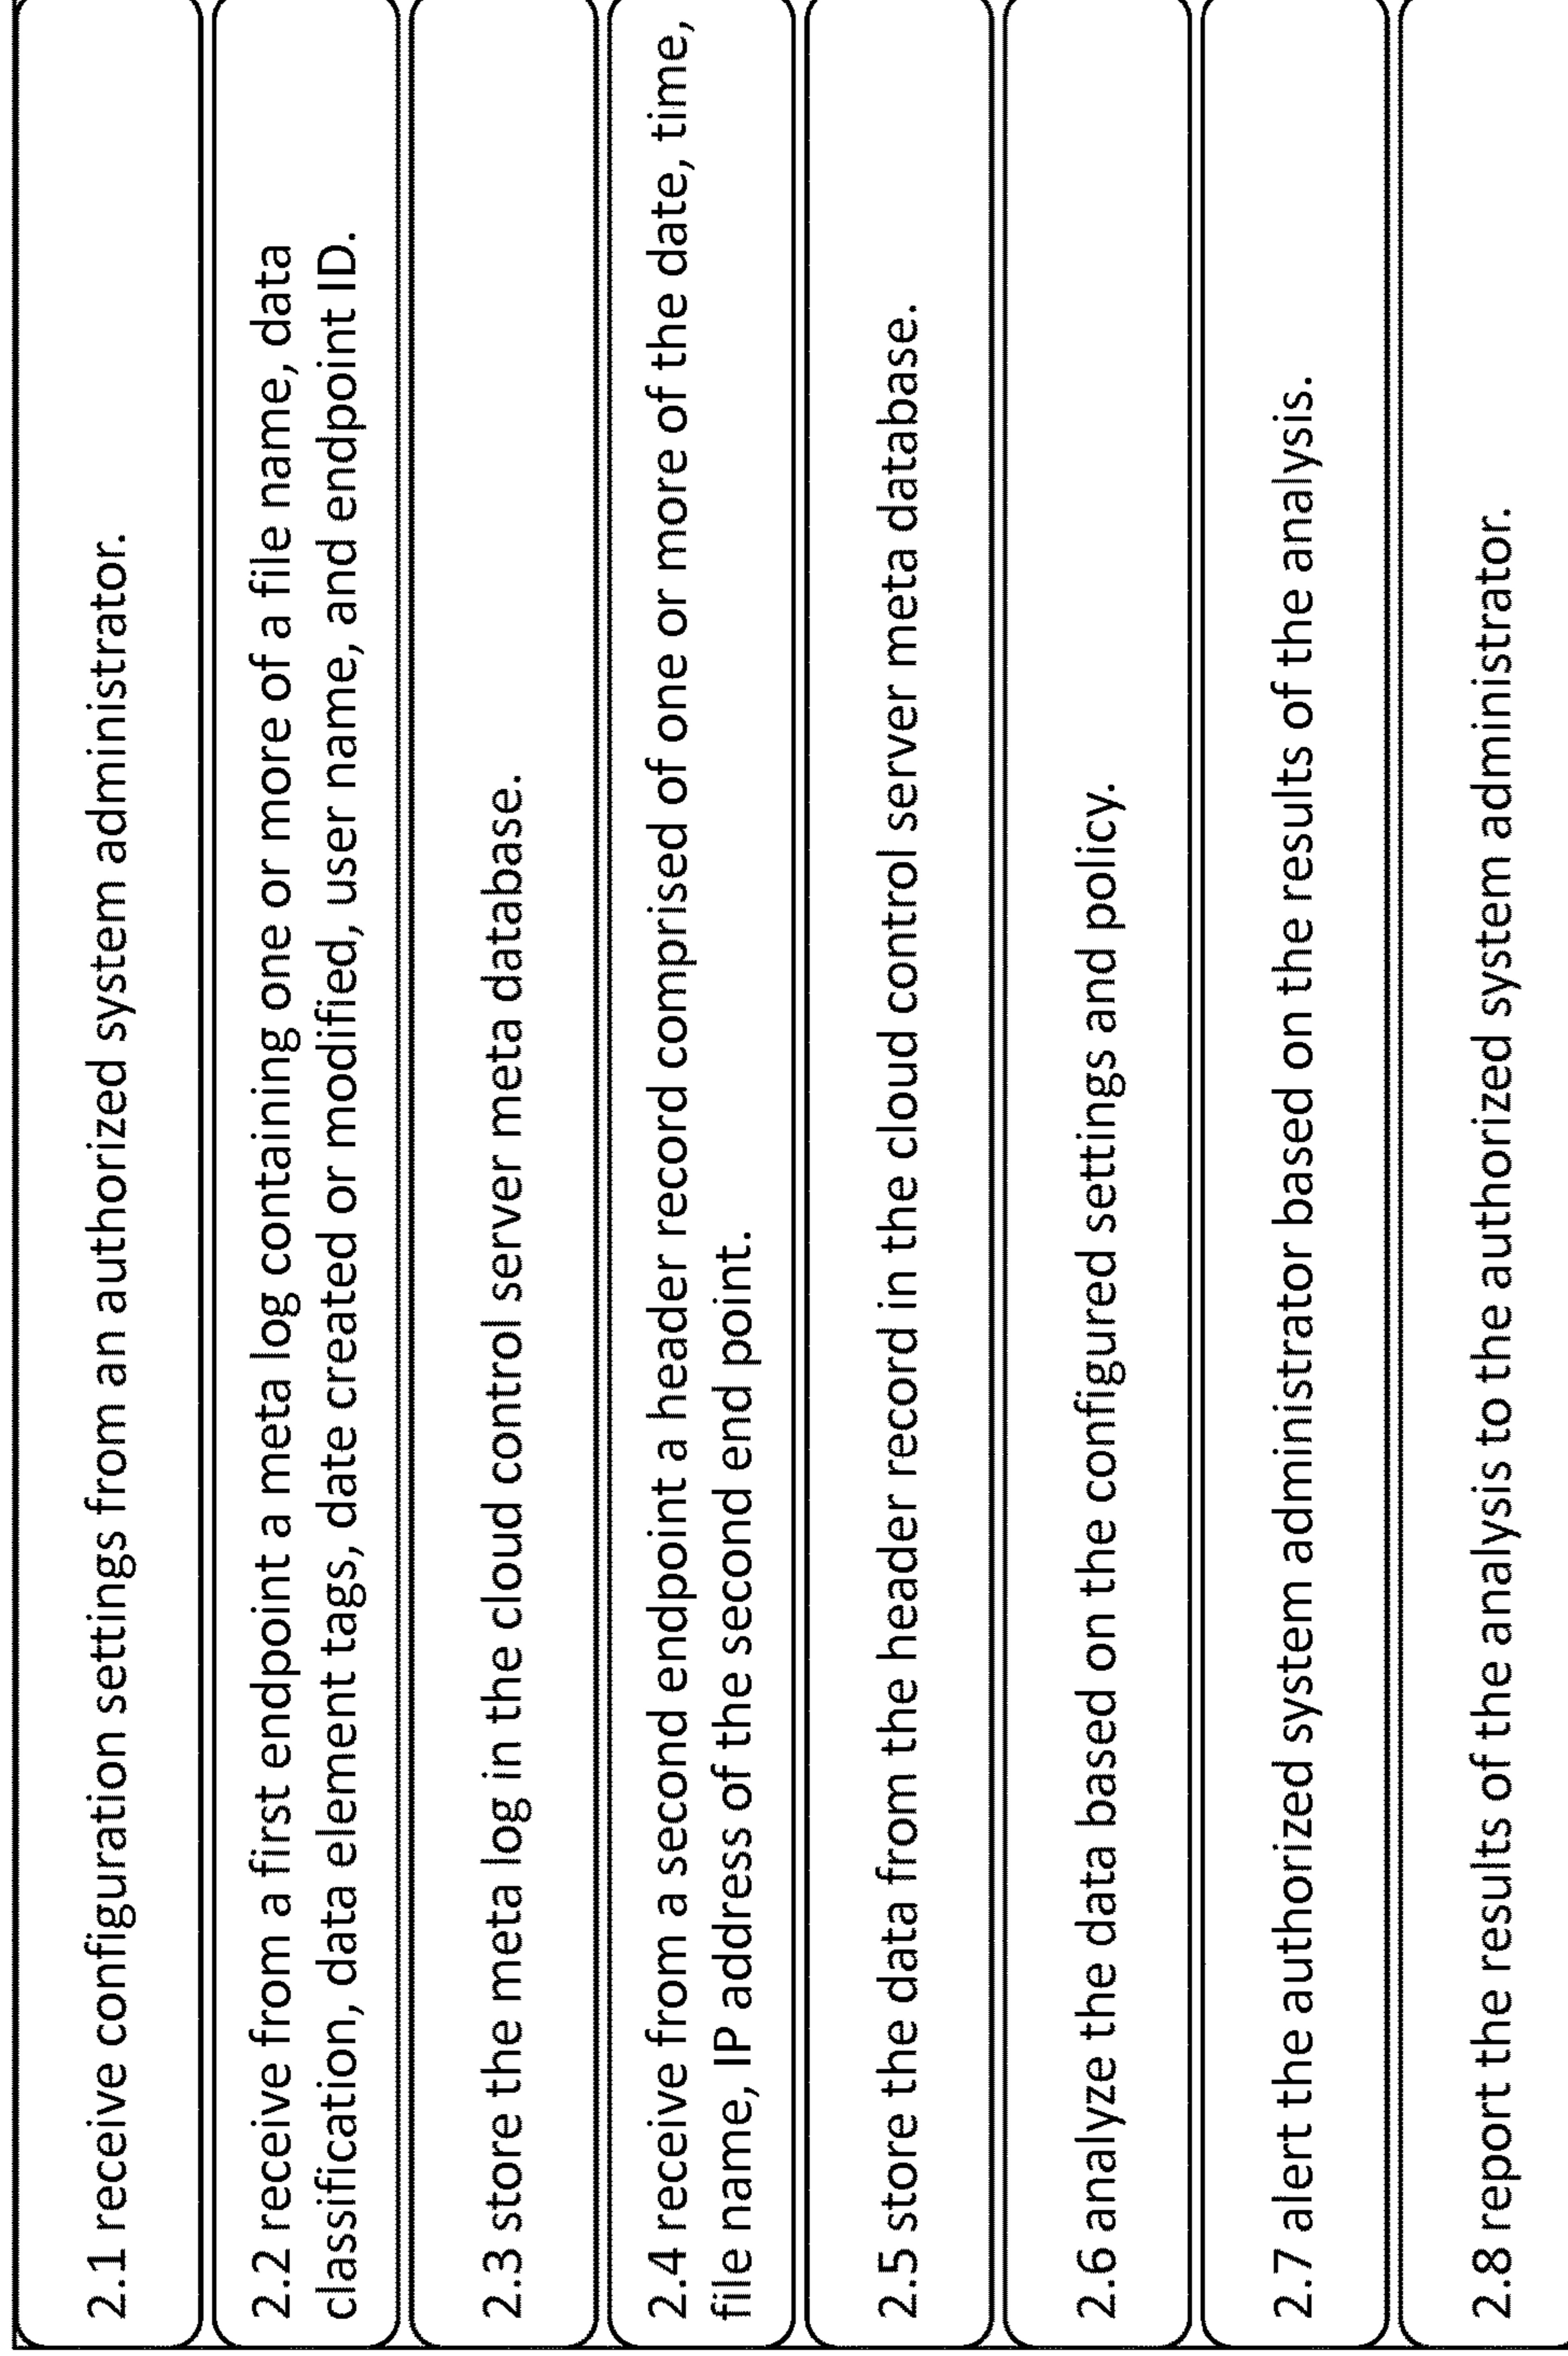 2.1 receive configuration settings from an authorized system administrator.
2.2 receive from a first endpoint a meta log containing one or more of a file name, data
classification, data element tags, date created or modified, user name, and endpoint ID.
2.3 store the meta log in the cloud control server meta database.
2.4 receive from a second endpoint a header record comprised of one or more of the date, time,
file name, IP address of the second end point.
2.5 store the data from the header record in the cloud control server meta database.
2.6 analyze the data based on the configured settings and policy.
2.7 alert the authorized system administrator based on the results of the analysis.
2.8 report the results of the analysis to the authorized system administrator.